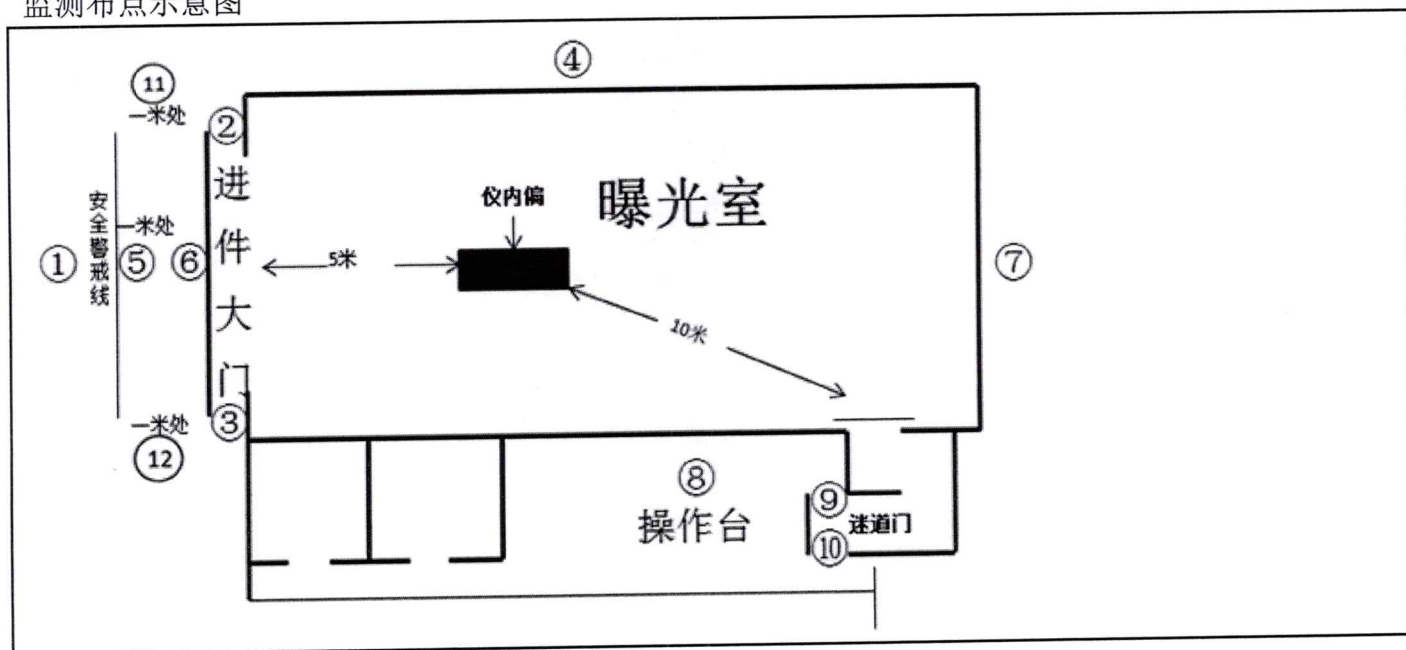 监测布点示意图
④
11
一米处
②
进件大门
仪内偏
曝光室
安全警戒线
一米处
①
⑤
⑥
5米
⑦
10米
一米处
③
12
⑧
操作台
⑨
迷道门
⑩